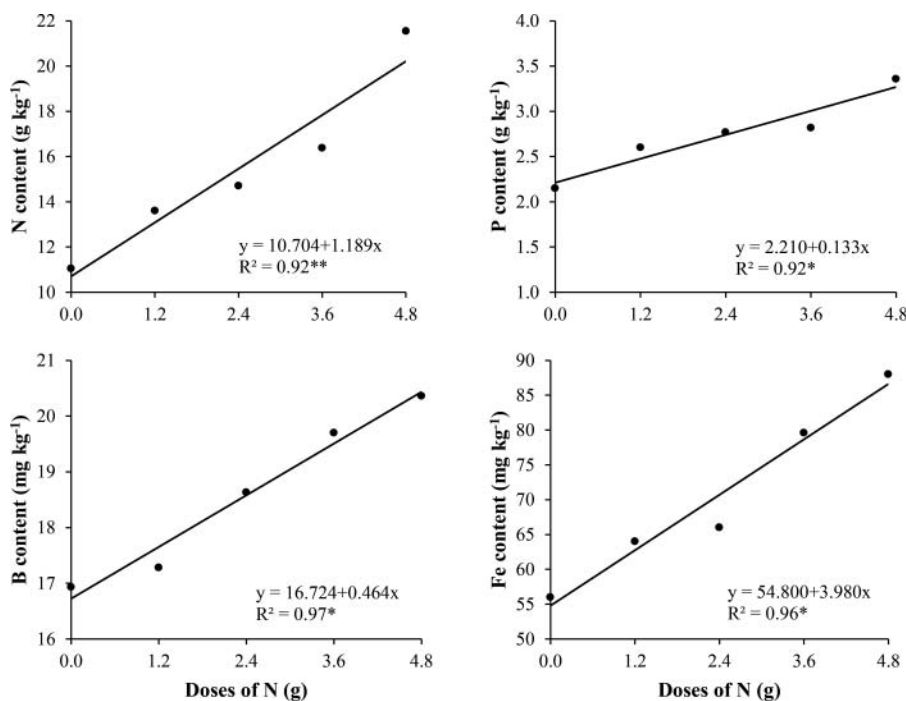 N content (g kg⁻¹)
22
20
18
16
14
12
10
y = 10.704+1.189x
R² = 0.92**
0.0 1.2 2.4 3.6 4.8
P content (g kg⁻¹)
4.0
3.5
3.0
2.5
2.0
1.5
1.0
y = 2.210+0.133x
R² = 0.92*
0.0 1.2 2.4 3.6 4.8
B content (mg kg⁻¹)
21
20
19
18
17
16
y = 16.724+0.464x
R² = 0.97*
0.0 1.2 2.4 3.6 4.8
Doses of N (g)
Fe content (mg kg⁻¹)
90
85
80
75
70
65
60
55
50
y = 54.800+3.980x
R² = 0.96*
0.0 1.2 2.4 3.6 4.8
Doses of N (g)